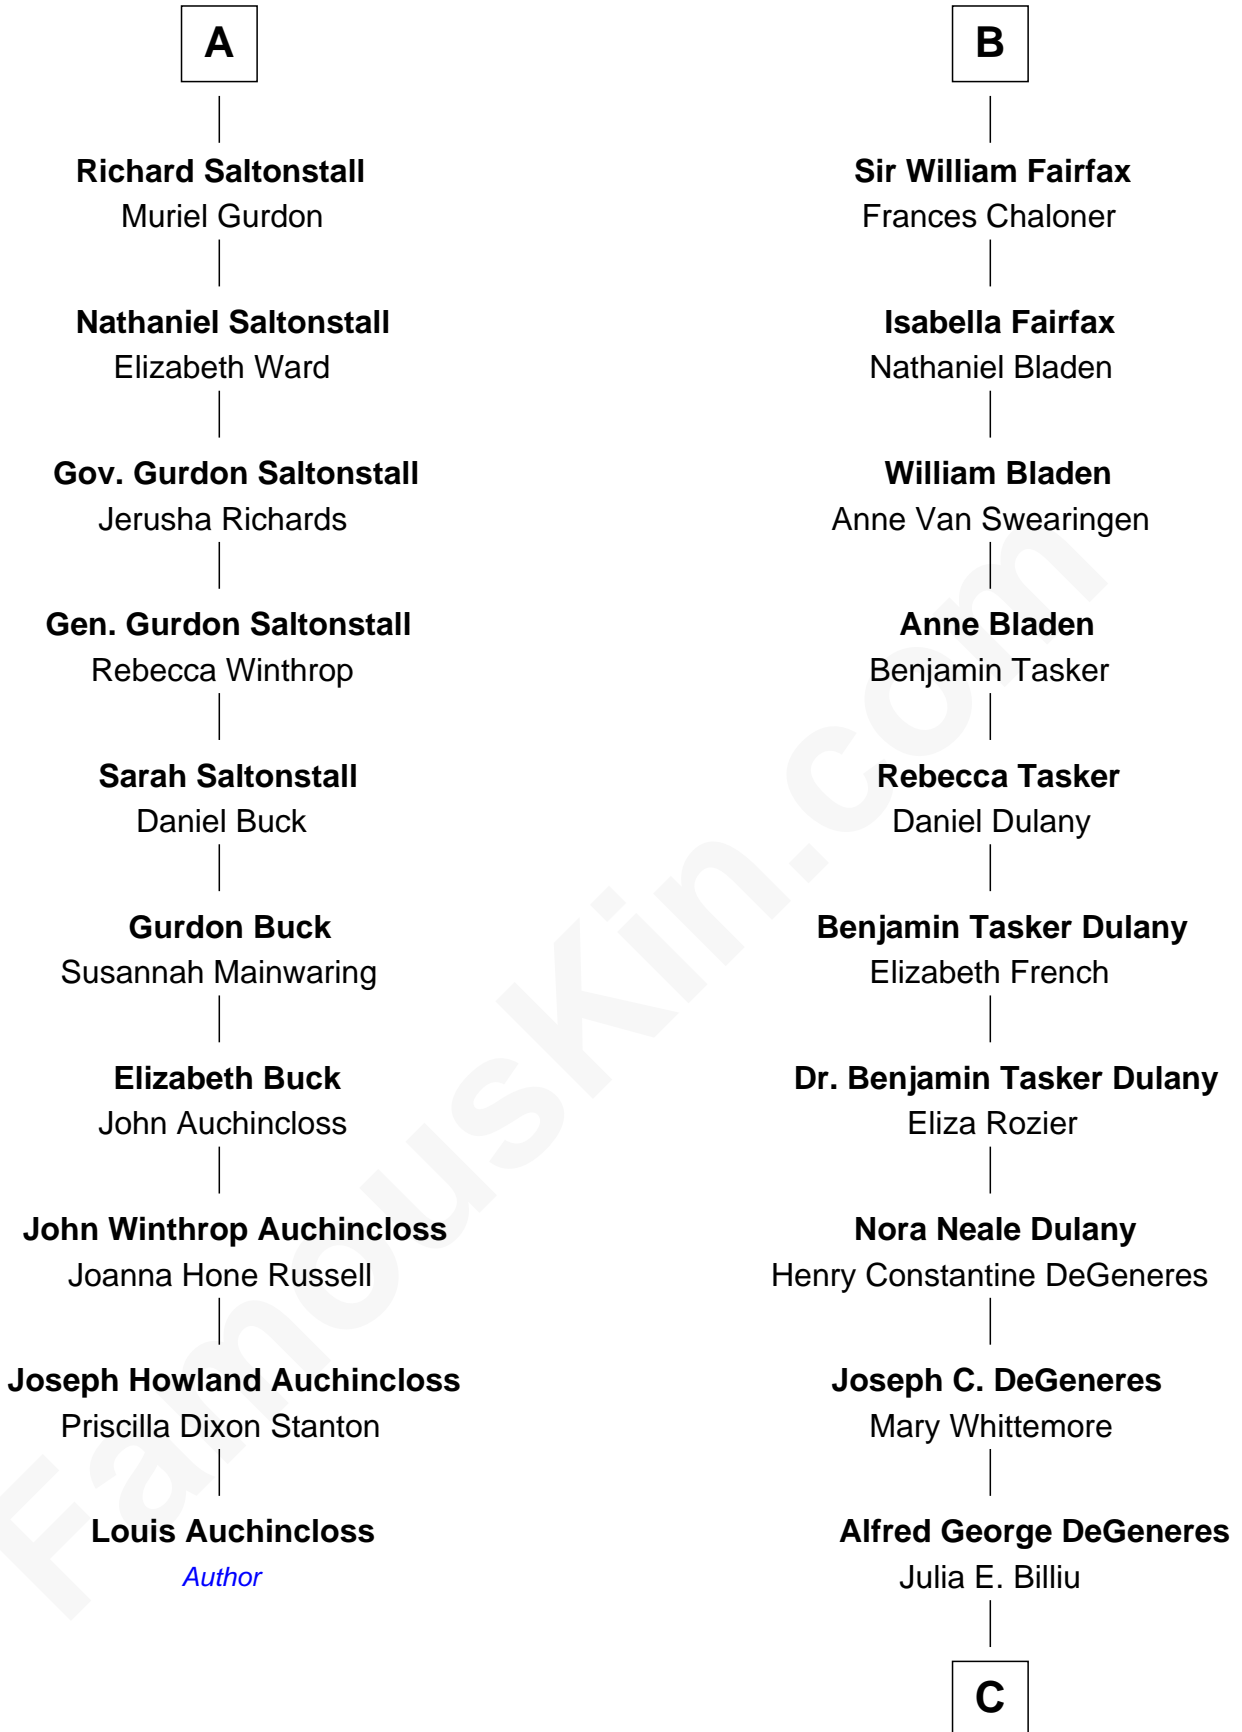 A
Richard Saltonstall
Muriel Gurdon
Nathaniel Saltonstall
Elizabeth Ward
Gov. Gurdon Saltonstall
Jerusha Richards
Gen. Gurdon Saltonstall
Rebecca Winthrop
Sarah Saltonstall
Daniel Buck
Gurdon Buck
Susannah Mainwaring
Elizabeth Buck
John Auchincloss
John Winthrop Auchincloss
Joanna Hone Russell
Joseph Howland Auchincloss
Priscilla Dixon Stanton
Louis Auchincloss
Author
B
Sir William Fairfax
Frances Chaloner
Isabella Fairfax
Nathaniel Bladen
William Bladen
Anne Van Swearingen
Anne Bladen
Benjamin Tasker
Rebecca Tasker
Daniel Dulany
Benjamin Tasker Dulany
Elizabeth French
Dr. Benjamin Tasker Dulany
Eliza Rozier
Nora Neale Dulany
Henry Constantine DeGeneres
Joseph C. DeGeneres
Mary Whittemore
Alfred George DeGeneres
Julia E. Billiu
C
FamousKin.com